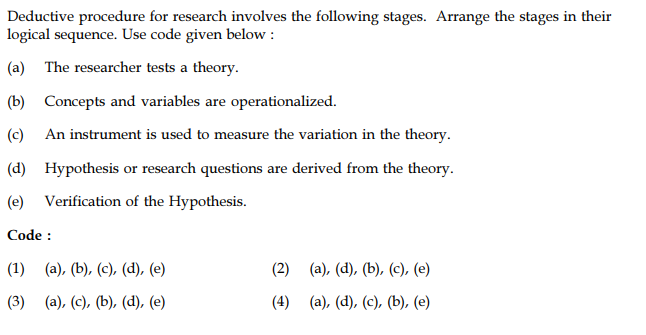 Deductive procedure for research involves the following stages. Arrange the stages in their
logical sequence. Use code given below :
(a) The researcher tests a theory.
(b) Concepts and variables are operationalized.
(c) An instrument is used to measure the variation in the theory.
(d) Hypothesis or research questions are derived from the theory.
(e) Verification of the Hypothesis.
Code :
(1) (a), (b), (c), (d), (e) (2) (a), (d), (b), (c), (e)
(3) (a), (c), (b), (d), (e) (4) (a), (d), (c), (b), (e)